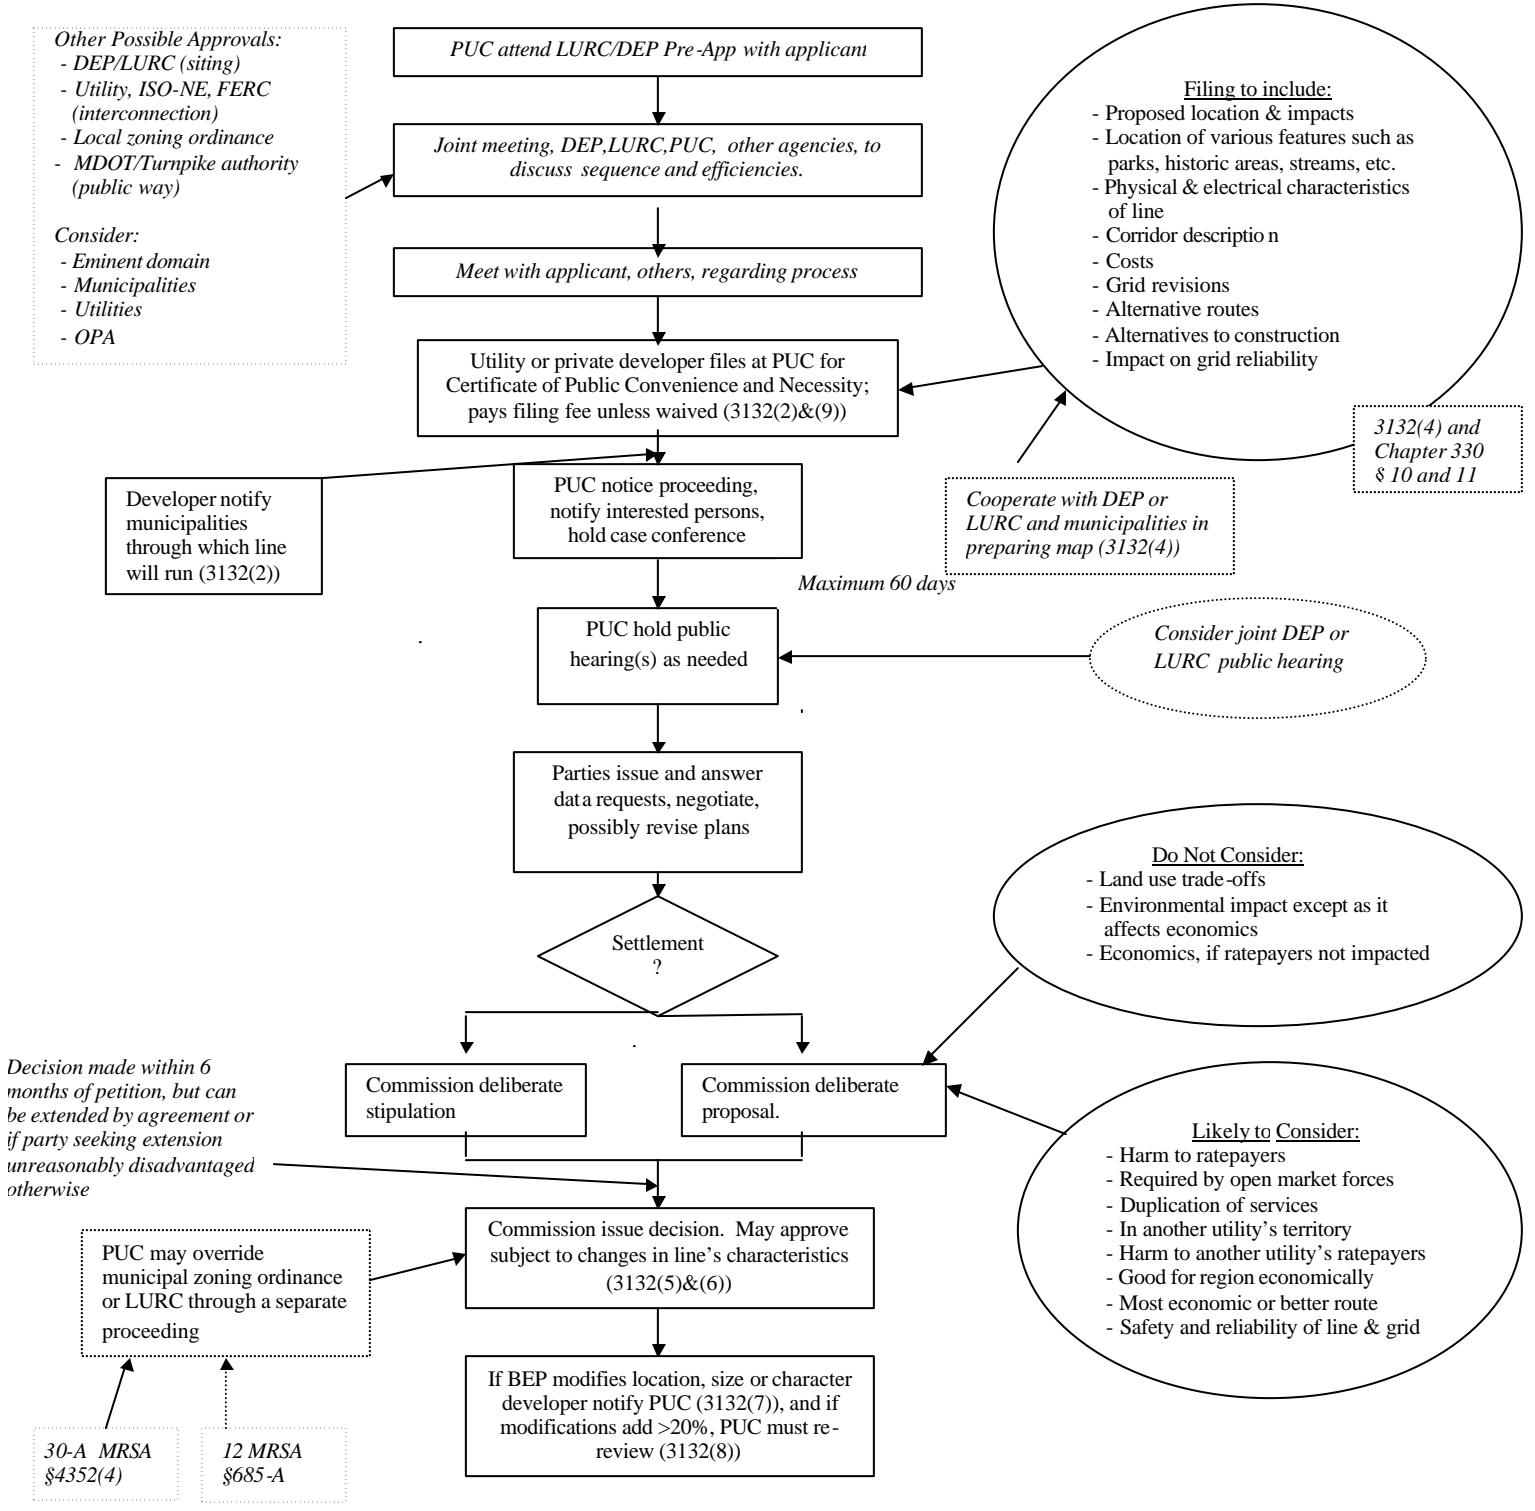 Other Possible Approvals:
- DEP/LURC (siting)
- Utility, ISO-NE, FERC
(interconnection)
- Local zoning ordinance
- MDOT/Turnpike authority
(public way)
Consider:
- Eminent domain
- Municipalities
- Utilities
- OPA
PUC attend LURC/DEP Pre-App with applicant
Joint meeting, DEP,LURC,PUC, other agencies, to
discuss sequence and efficiencies.
Meet with applicant, others, regarding process
Utility or private developer files at PUC for
Certificate of Public Convenience and Necessity;
pays filing fee unless waived (3132(2)&(9))
Filing to include:
- Proposed location & impacts
- Location of various features such as
parks, historic areas, streams, etc.
- Physical & electrical characteristics
of line
- Corridor description
- Costs
- Grid revisions
- Alternative routes
- Alternatives to construction
- Impact on grid reliability
3132(4) and
Chapter 330
§ 10 and 11
Cooperate with DEP or
LURC and municipalities in
preparing map (3132(4))
Developer notify
municipalities
through which line
will run (3132(2))
PUC notice proceeding,
notify interested persons,
hold case conference
Maximum 60 days
PUC hold public
hearing(s) as needed
Consider joint DEP or
LURC public hearing
Parties issue and answer
data requests, negotiate,
possibly revise plans
Settlement
?
Do Not Consider:
- Land use trade-offs
- Environmental impact except as it
affects economics
- Economics, if ratepayers not impacted
Commission deliberate
stipulation
Commission deliberate
proposal.
Decision made within 6
months of petition, but can
be extended by agreement or
if party seeking extension
unreasonably disadvantaged
otherwise
Likely to Consider:
- Harm to ratepayers
- Required by open market forces
- Duplication of services
- In another utility's territory
- Harm to another utility's ratepayers
- Good for region economically
- Most economic or better route
- Safety and reliability of line & grid
Commission issue decision. May approve
subject to changes in line's characteristics
(3132(5)&(6))
PUC may override
municipal zoning ordinance
or LURC through a separate
proceeding
If BEP modifies location, size or character
developer notify PUC (3132(7)), and if
modifications add >20%, PUC must re-
review (3132(8))
30-A MRSA
§4352(4)
12 MRSA
§685-A